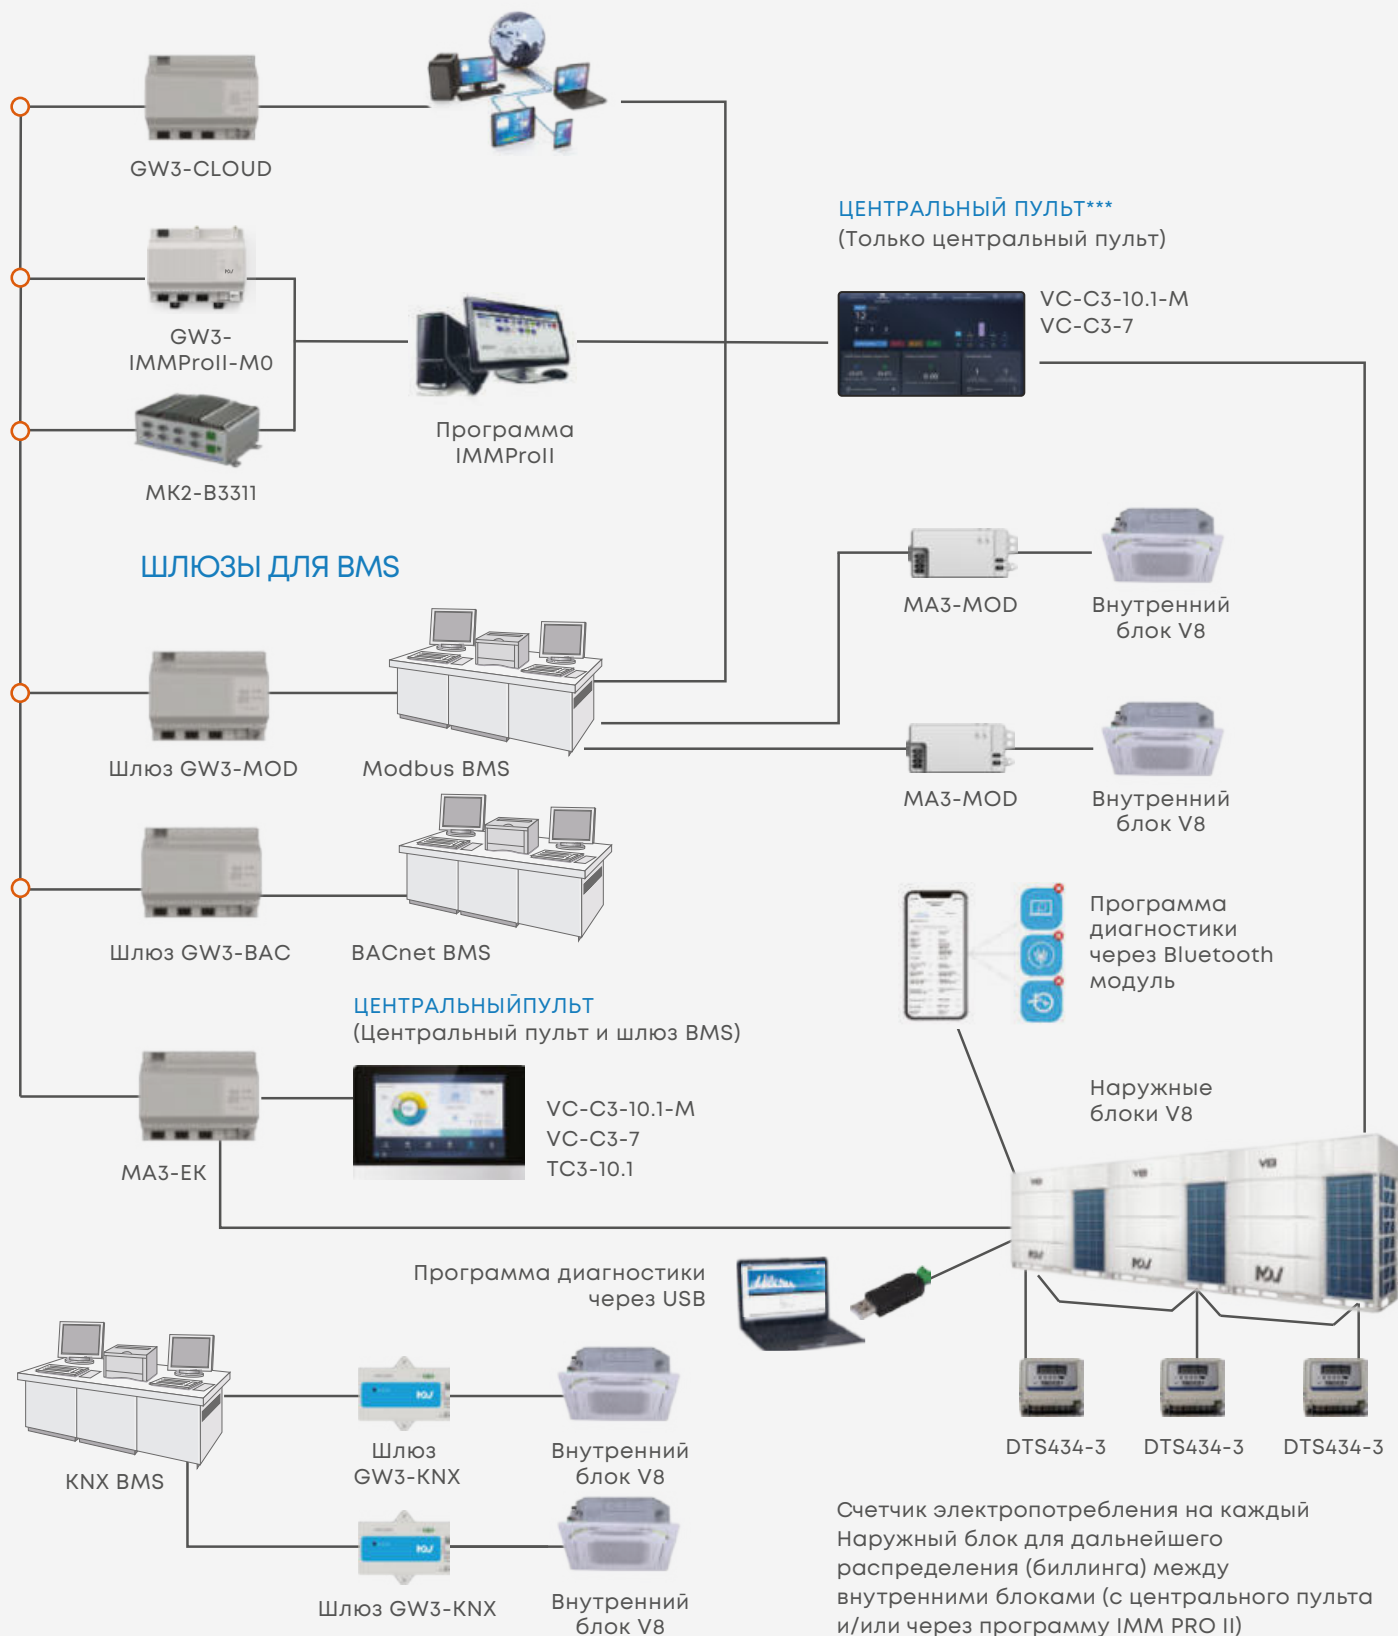 GW3-CLOUD
ЦЕНТРАЛЬНЫЙ ПУЛЬТ***
(Только центральный пульт)
VC-C3-10.1-M
VC-C3-7
GW3-
IMMProII-M0
Программа
IMMProII
MK2-B3311
ШЛЮЗЫ ДЛЯ BMS
MA3-MOD
Внутренний
блок V8
Шлюз GW3-MOD
Modbus BMS
MA3-MOD
Внутренний
блок V8
Шлюз GW3-BAC
BACnet BMS
Программа
диагностики
через Bluetooth
модуль
ЦЕНТРАЛЬНЫЙПУЛЬТ
(Центральный пульт и шлюз BMS)
VC-C3-10.1-M
VC-C3-7
TC3-10.1
MA3-EK
Наружные
блоки V8
V8
V8
V8
Программа диагностики
через USB
KNX BMS
Шлюз
GW3-KNX
Внутренний
блок V8
Шлюз GW3-KNX
Внутренний
блок V8
DTS434-3
DTS434-3
DTS434-3
Счетчик электропотребления на каждый
Наружный блок для дальнейшего
распределения (биллинга) между
внутренними блоками (с центрального пульта
и/или через программу IMM PRO II)